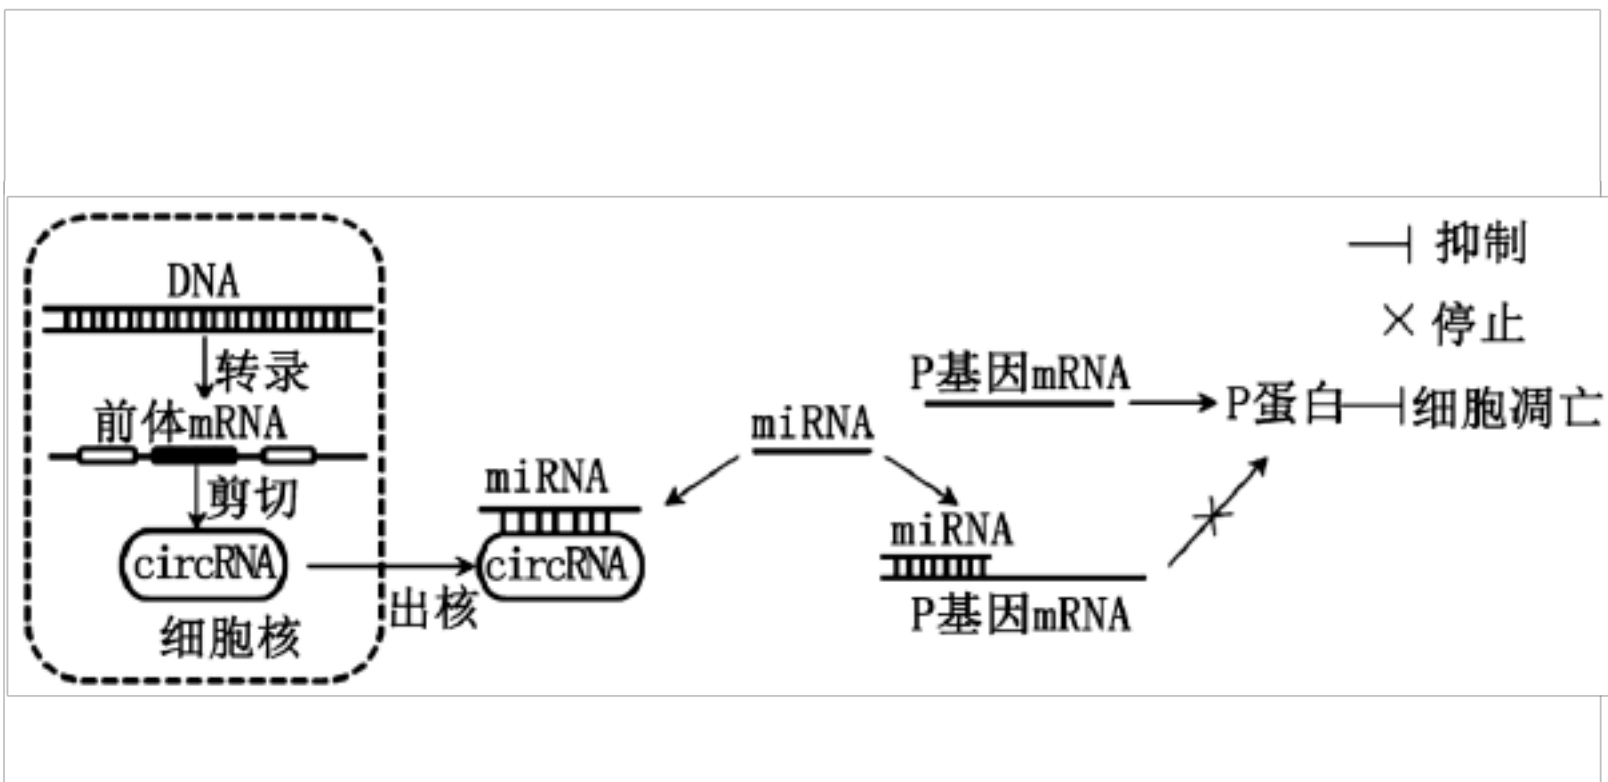 DNA
转录
前体mRNA
剪切
circRNA
细胞核
出核
miRNA
circRNA
miRNA
P基因mRNA
P蛋白
细胞凋亡
miRNA
P基因mRNA
抑制
停止